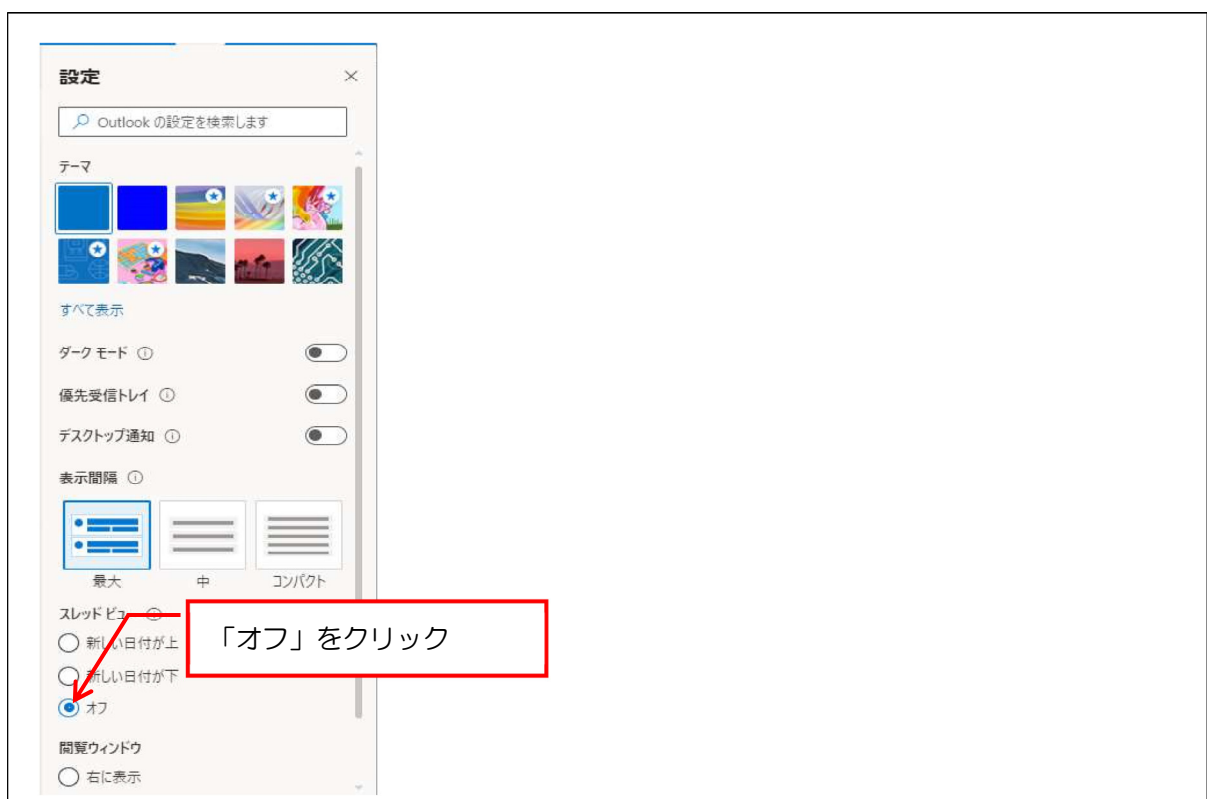 設定
Outlook の設定を検索します
テーマ
すべて表示
ダーク モード
優先受信トレイ
デスクトップ通知
表示間隔
最大
中
コンパクト
スレッド ビュー
新しい日付が上
「オフ」をクリック
新しい日付が下
オフ
閲覧ウィンドウ
右に表示